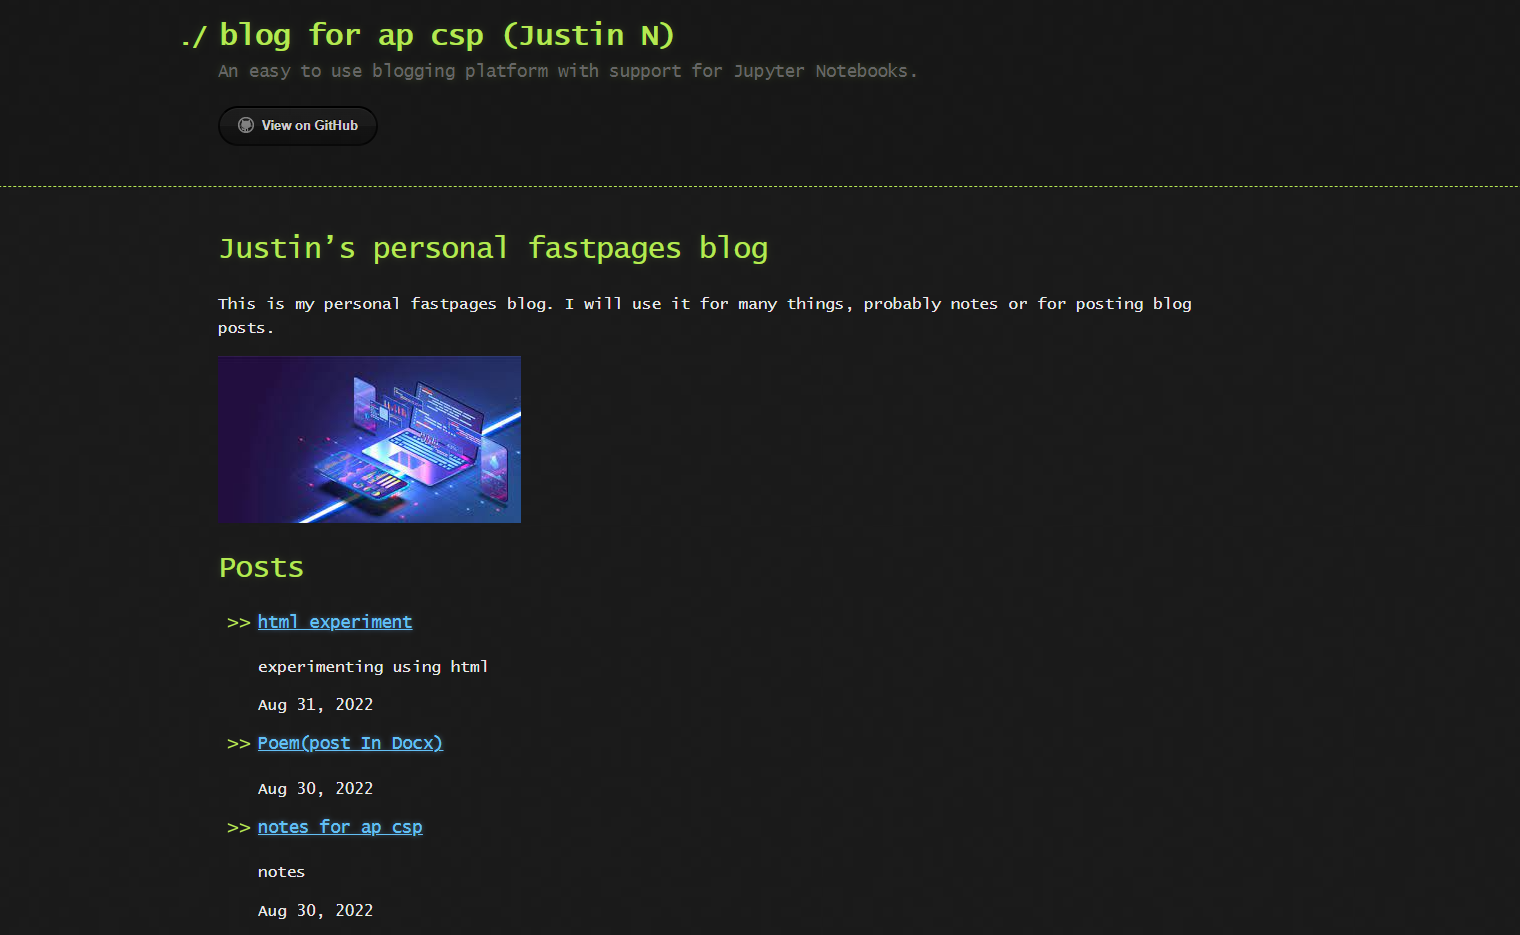 ./ blog for ap csp (Justin N)
An easy to use blogging platform with support for Jupyter Notebooks.
View on GitHub
Justin’s personal fastpages blog
This is my personal fastpages blog. I will use it for many things, probably notes or for posting blog
posts.
Posts
>> html experiment
experimenting using html
Aug 31, 2022
>> Poem(post In Docx)
Aug 30, 2022
>> notes for ap csp
notes
Aug 30, 2022